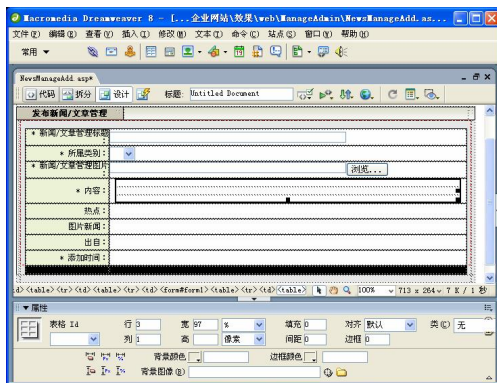 Macromedia Dreamweaver 8 - [...企业网站\效果\web\ManageAdmin\NewsManageAdd.as...
文件(F) 编辑(E) 查看(V) 插入(I) 修改(M) 文本(T) 命令(C) 站点(S) 窗口(W) 帮助(H)
常用
NewsManageAdd.asp*
代码 拆分 设计 标题: Untitled Document
发布新闻/文章管理
* 新闻/文章管理标题
* 所属类别:
* 新闻/文章管理图片 浏览...
* 内容:
热点:
图片新闻:
出自:
* 添加时间:
d> <table> <tr> <td> <table> <tr> <td> <form#form1> <table> <tr> <td> <table> 100% 713 x 264 7 K / 1 秒
属性
表格 Id 行 3 宽 97 % 填充 0 对齐 默认 类(C) 无
列 1 高 像素 间距 0 边框 0
背景颜色 边框颜色
背景图像(B)